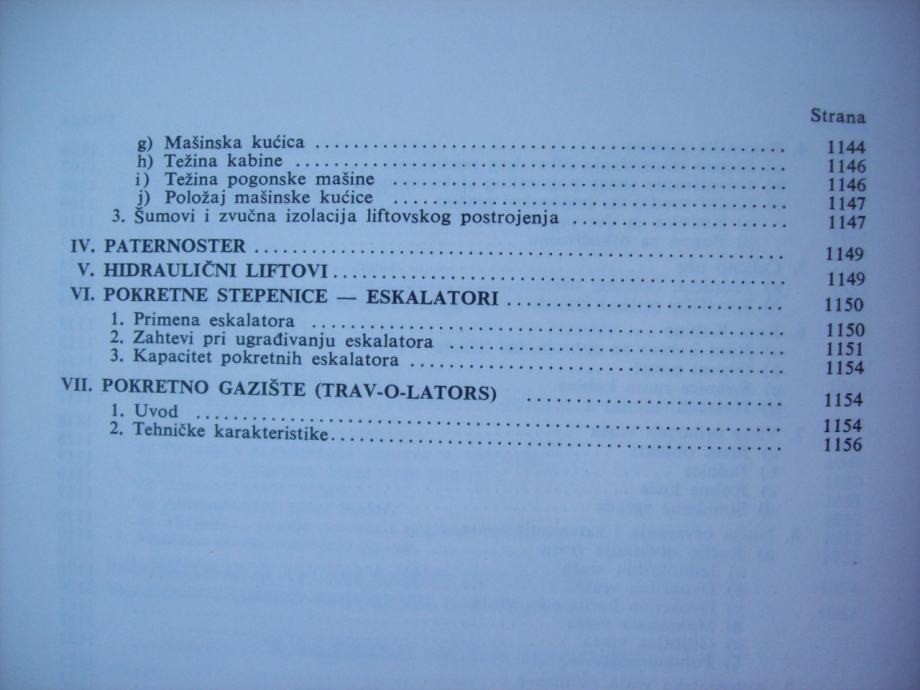 Strana
g) Mašinska kućica ........................................ 1144
h) Težina kabine ........................................ 1146
i) Težina pogonske mašine ........................................ 1146
j) Položaj mašinske kućice ........................................ 1147
3. Šumovi i zvučna izolacija liftovskog postrojenja ........................ 1147
IV. PATERNOSTER ........................................ 1149
V. HIDRAULIČNI LIFTOVI ........................................ 1149
VI. POKRETNE STEPENICE — ESKALATORI ........................ 1150
1. Primena eskalatora ........................................ 1150
2. Zahtevi pri ugrađivanju eskalatora ........................ 1151
3. Kapacitet pokretnih eskalatora ........................ 1154
VII. POKRETNO GAZIŠTE (TRAV-O-LATORS) ........................ 1154
1. Uvod ........................................ 1154
2. Tehničke karakteristike ........................................ 1156